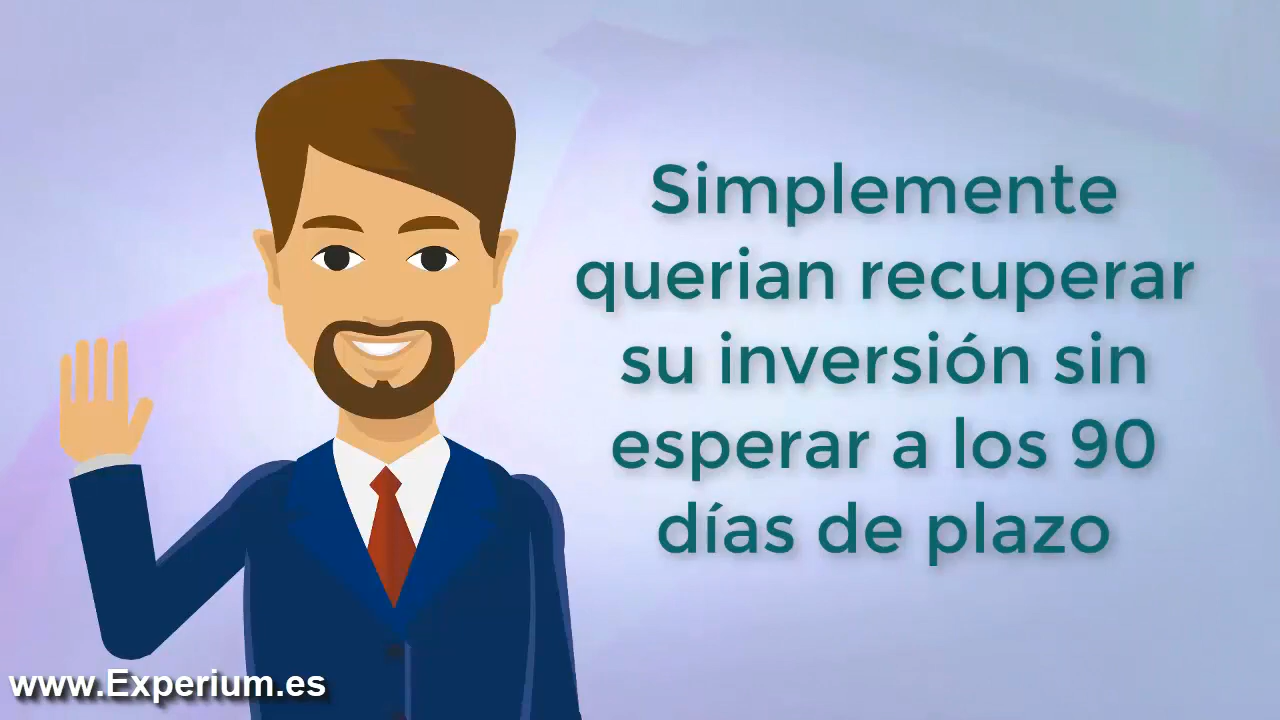 Simplemente
querian recuperar
su inversión sin
esperar a los 90
días de plazo
www.Experium.es